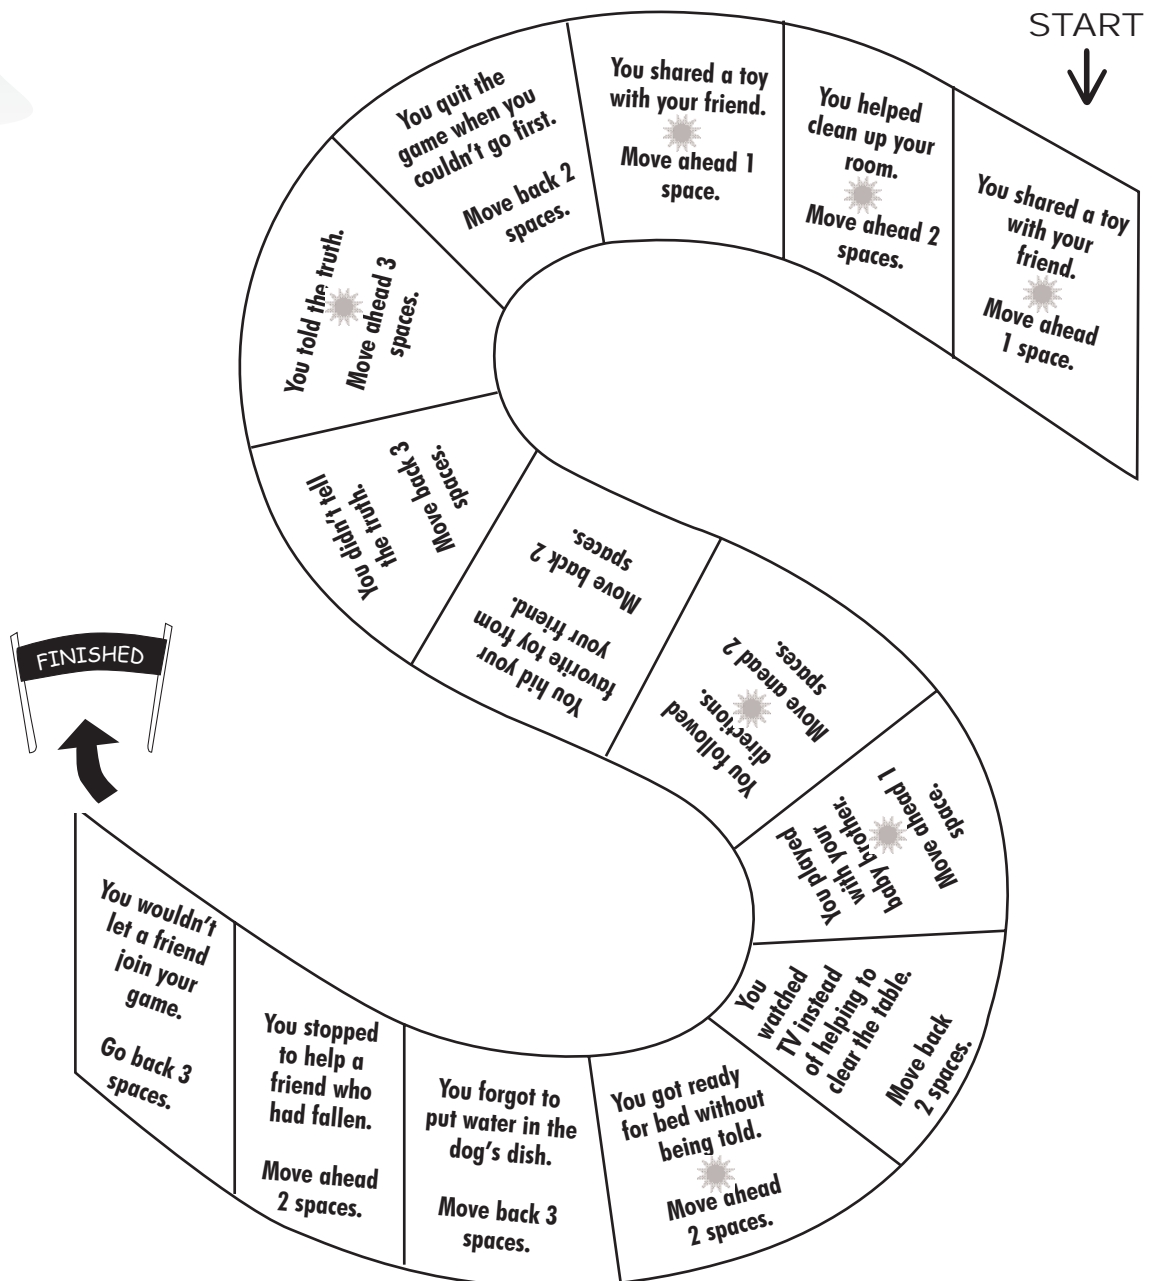 START
You shared a toy
with your
friend.
Move ahead
1 space.
You helped
clean up your
room.
Move ahead 2
spaces.
You shared a toy
with your friend.
Move ahead 1
space.
You quit the
game when you
couldn't go first.
Move back 2
spaces.
You told the truth.
Move ahead 3
spaces.
You didn't tell
the truth.
Move back 3
spaces.
You hid your
favorite toy from
your friend.
Move back 2
spaces.
You followed
directions.
Move ahead 2
spaces.
You played
with your
baby brother.
Move ahead 1
space.
You
watched
TV instead
of helping to
clear the table.
Move back
2 spaces.
You got ready
for bed without
being told.
Move ahead
2 spaces.
You forgot to
put water in the
dog's dish.
Move back 3
spaces.
You stopped
to help a
friend who
had fallen.
Move ahead
2 spaces.
You wouldn't
let a friend
join your
game.
Go back 3
spaces.
FINISHED